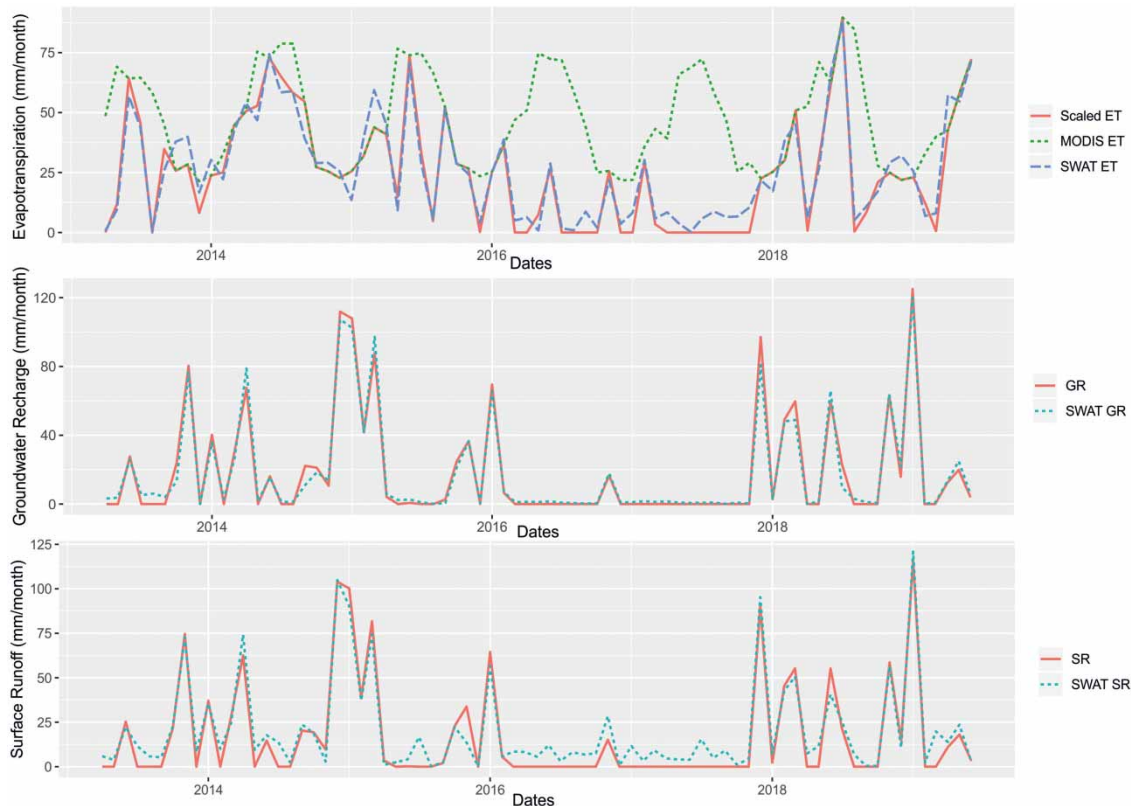 Evapotranspiration (mm/month)
75
50
25
0
2014
2016
2018
Dates
Scaled ET
MODIS ET
SWAT ET
Groundwater Recharge (mm/month)
120
80
40
0
2014
2016
2018
Dates
GR
SWAT GR
Surface Runoff (mm/month)
125
100
75
50
25
0
2014
2016
2018
Dates
SR
SWAT SR